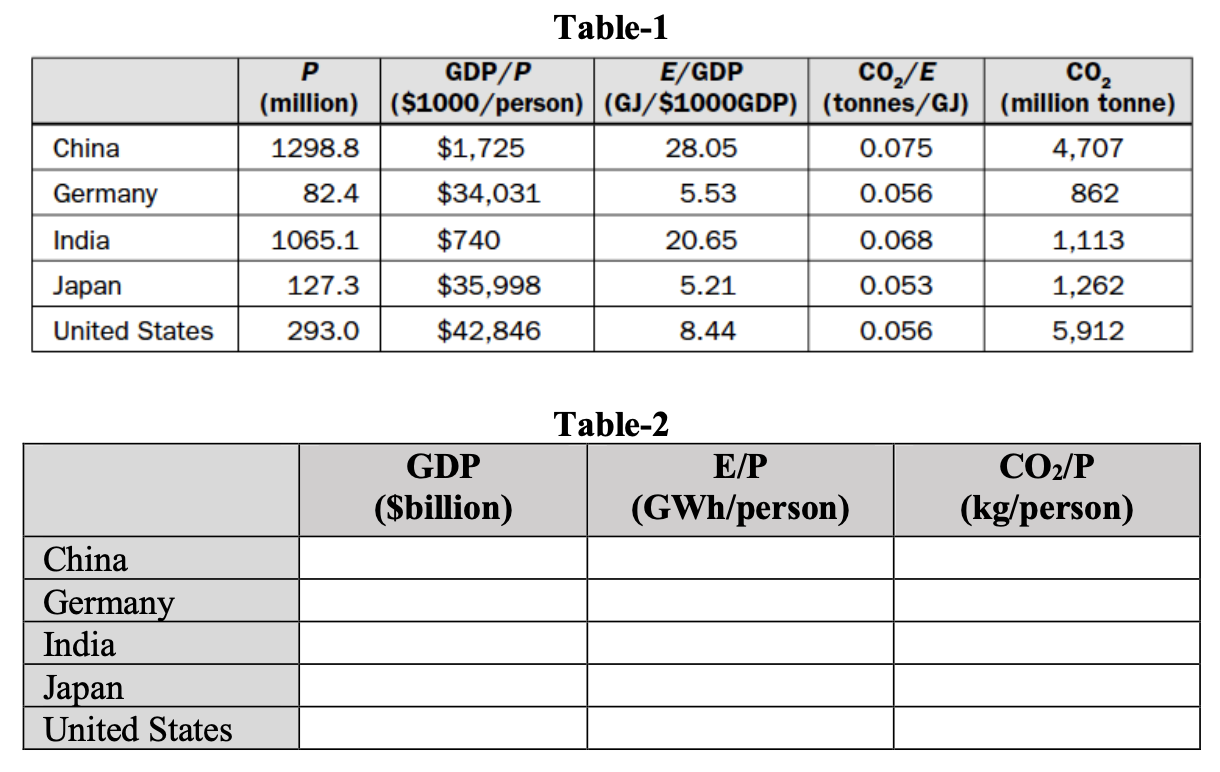 Table-1
P GDP/P E/GDP CO₂/E CO₂
(million) ($1000/person) (GJ/$1000GDP) (tonnes/GJ) (million tonne)
China 1298.8 $1,725 28.05 0.075 4,707
Germany 82.4 $34,031 5.53 0.056 862
India 1065.1 $740 20.65 0.068 1,113
Japan 127.3 $35,998 5.21 0.053 1,262
United States 293.0 $42,846 8.44 0.056 5,912
Table-2
GDP E/P CO₂/P
($billion) (GWh/person) (kg/person)
China
Germany
India
Japan
United States